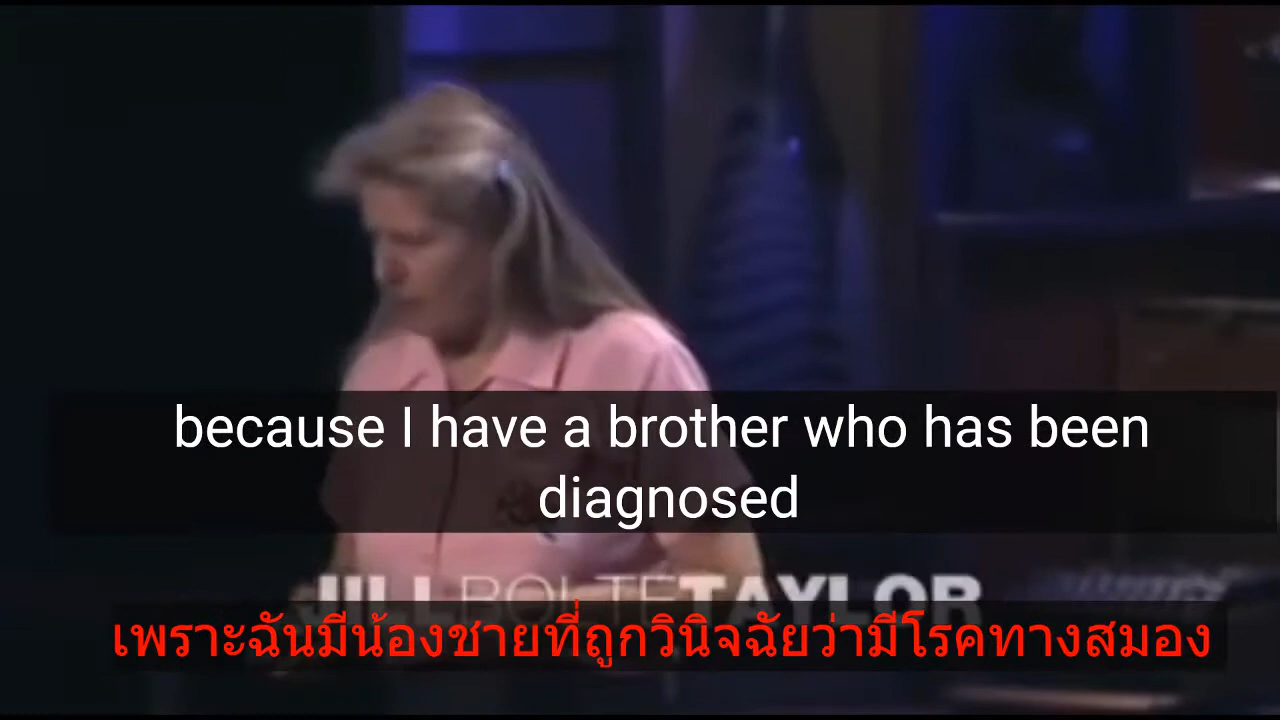 because I have a brother who has been
diagnosed
JILL BOLTE TAYLOR
เพราะฉันมีน้องชายที่ถูกวินิจฉัยว่ามีโรคทางสมอง